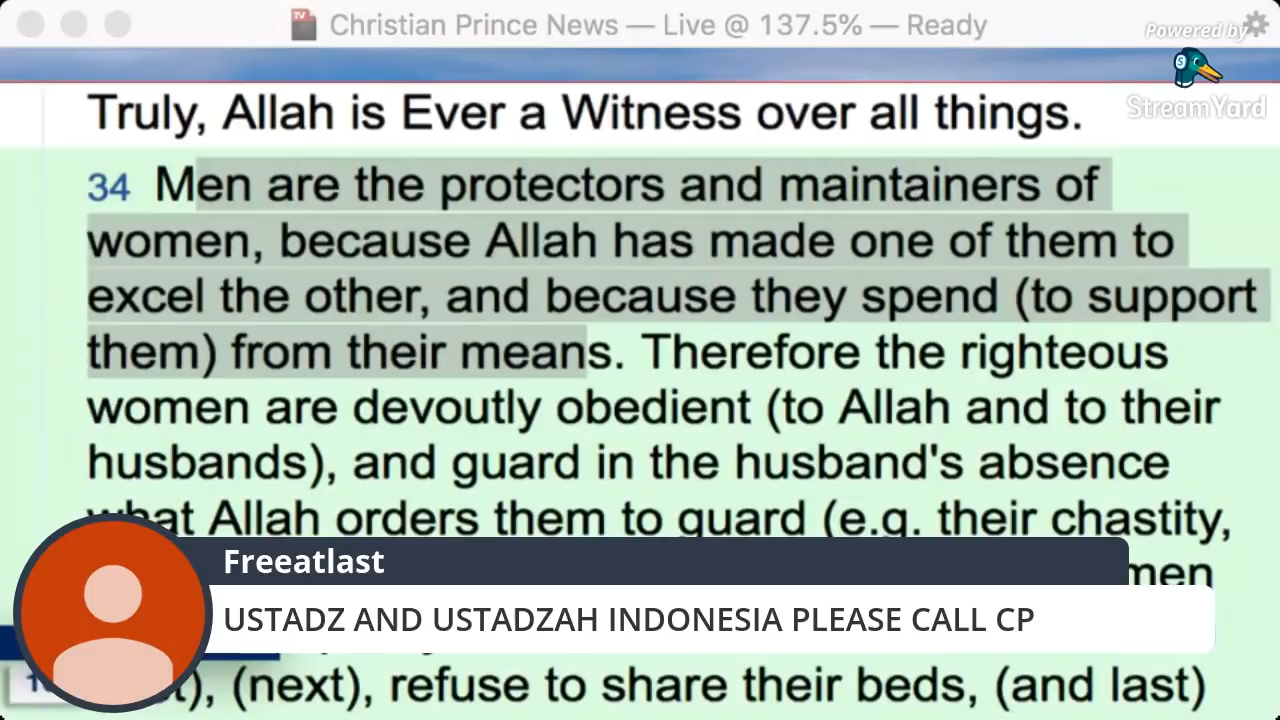 Christian Prince News — Live @ 137.5% — Ready
Powered by
StreamYard
Truly, Allah is Ever a Witness over all things.
34 Men are the protectors and maintainers of
women, because Allah has made one of them to
excel the other, and because they spend (to support
them) from their means. Therefore the righteous
women are devoutly obedient (to Allah and to their
husbands), and guard in the husband's absence
what Allah orders them to guard (e.g. their chastity,
men
Freeatlast
USTADZ AND USTADZAH INDONESIA PLEASE CALL CP
(next), refuse to share their beds, (and last)